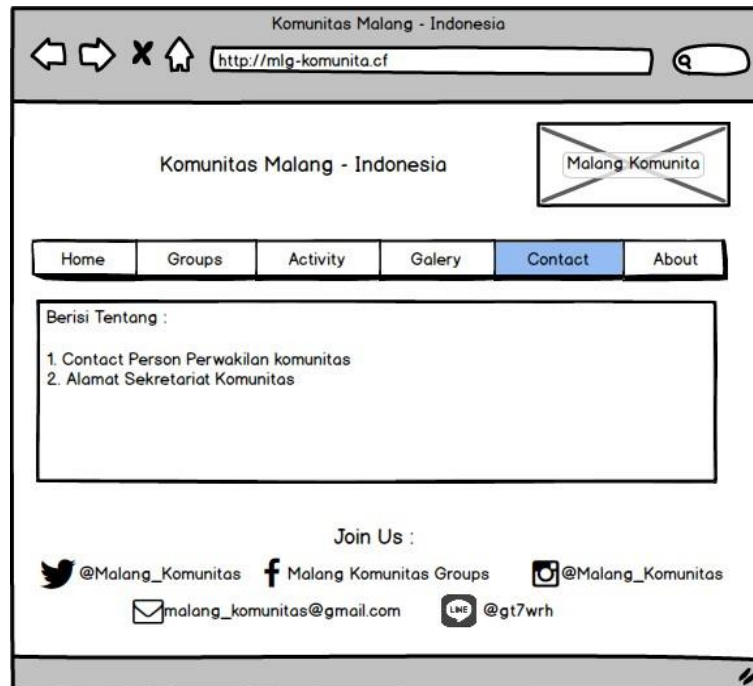 Komunitas Malang - Indonesia
http://mlg-komunita.cf
Komunitas Malang - Indonesia
Malang Komunita
Home Groups Activity Galery Contact About
Berisi Tentang :
1. Contact Person Perwakilan komunitas
2. Alamat Sekretariat Komunitas
Join Us :
@Malang_Komunitas Malang Komunitas Groups @Malang_Komunitas
malang_komunitas@gmail.com LINE @gt7wrh